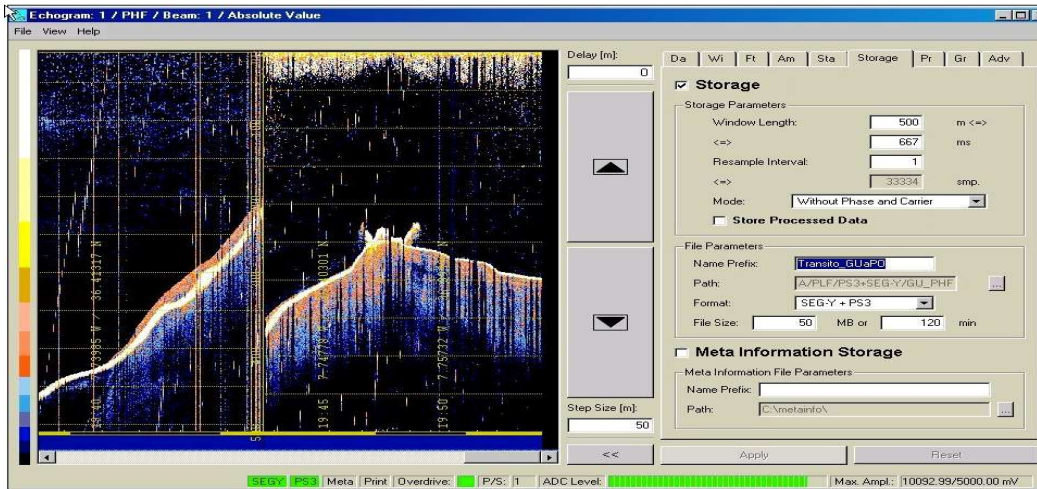 Echogram: 1 / PHF / Beam: 1 / Absolute Value
File View Help
Delay [m]:
0
Step Size [m]:
50
<<
Da Wi Ft Am Sta Storage Pr Gr Adv
Storage
Storage Parameters
Window Length: 500 m <=>
<=> 667 ms
Resample Interval: 1
<=> 33334 smp.
Mode: Without Phase and Carrier
Store Processed Data
File Parameters
Name Prefix: Transito_GUaPO
Path: A/PLF/PS3+SEG-Y/GU_PHF ...
Format: SEG-Y + PS3
File Size: 50 MB or 120 min
Meta Information Storage
Meta Information File Parameters
Name Prefix:
Path: C:\metainfo\ ...
Apply Reset
19:40
19:45
19:50 7.75732 W
SEGY PS3 Meta Print Overdrive: P/S: 1 ADC Level: Max. Ampl.: 10092.99/5000.00 mV